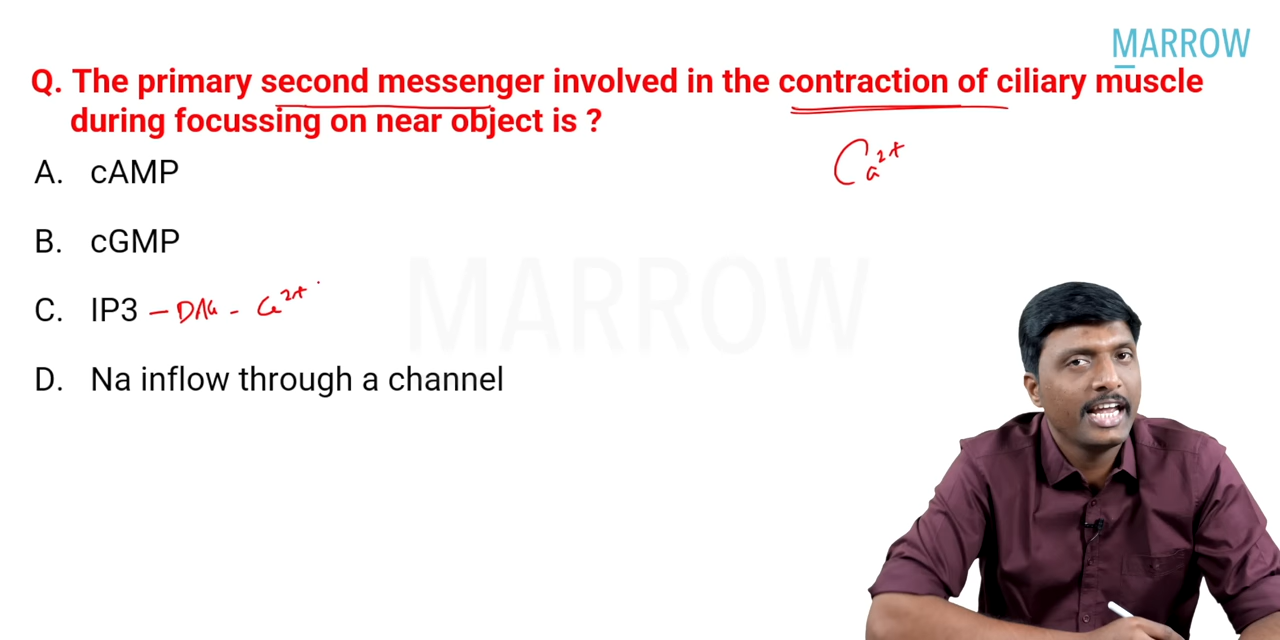 MARROW
Q. The primary second messenger involved in the contraction of ciliary muscle
during focussing on near object is ?
Ca2+
A. cAMP
B. cGMP
C. IP3 – DAG - Ca2+
D. Na inflow through a channel
MARROW